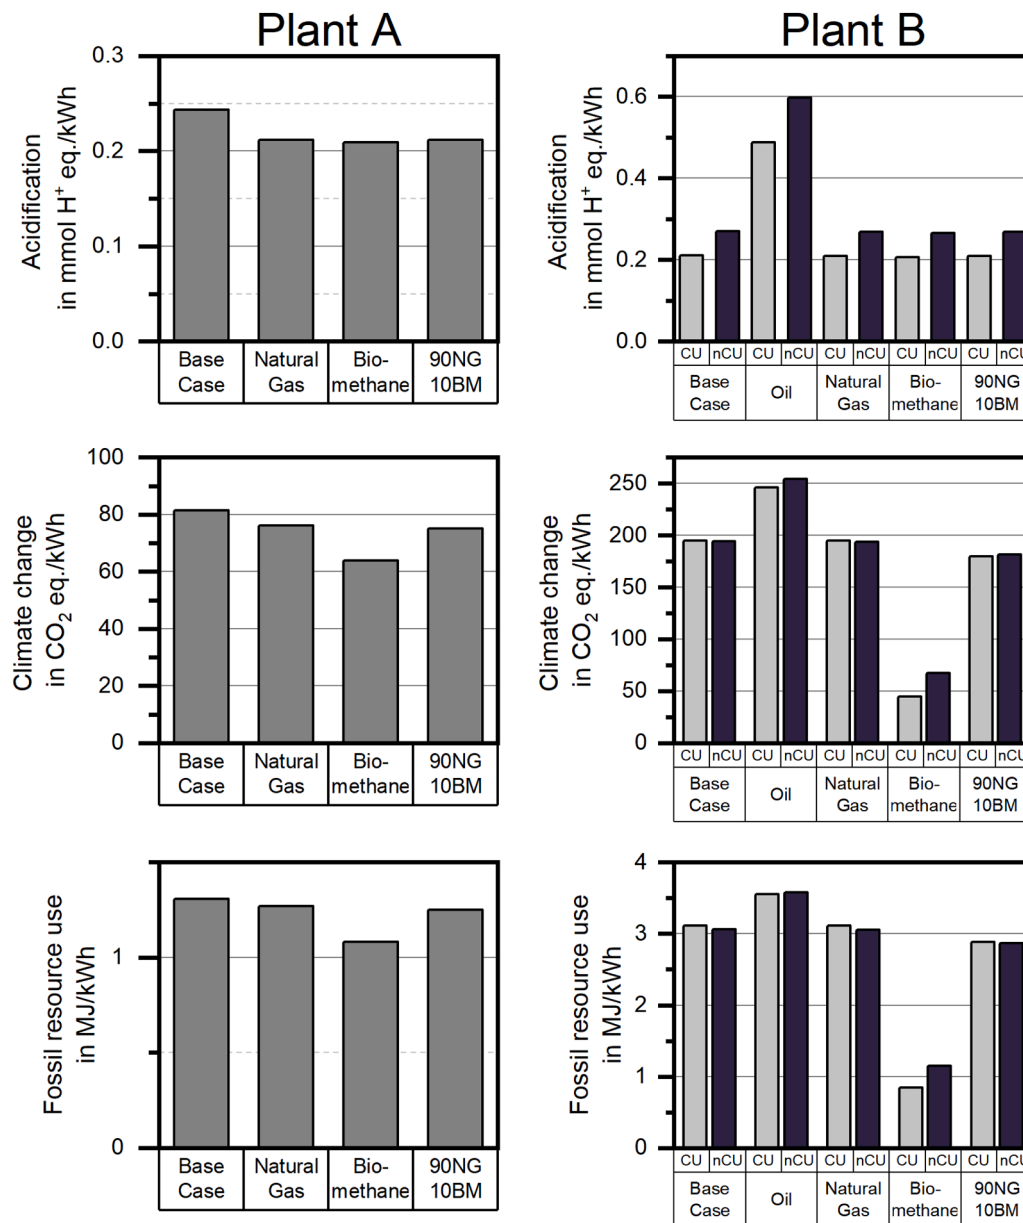 Plant A
Plant B
Acidification
in mmol H⁺ eq./kWh
0.3
0.2
0.1
0.0
Base
Case
Natural
Gas
Bio-
methane
90NG
10BM
Acidification
in mmol H⁺ eq./kWh
0.6
0.4
0.2
0.0
CU nCU CU nCU CU nCU CU nCU CU nCU
Base
Case
Oil
Natural
Gas
Bio-
methane
90NG
10BM
Climate change
in CO₂ eq./kWh
100
80
60
40
20
0
Base
Case
Natural
Gas
Bio-
methane
90NG
10BM
Climate change
in CO₂ eq./kWh
250
200
150
100
50
0
CU nCU CU nCU CU nCU CU nCU CU nCU
Base
Case
Oil
Natural
Gas
Bio-
methane
90NG
10BM
Fossil resource use
in MJ/kWh
1
0
Base
Case
Natural
Gas
Bio-
methane
90NG
10BM
Fossil resource use
in MJ/kWh
4
3
2
1
0
CU nCU CU nCU CU nCU CU nCU CU nCU
Base
Case
Oil
Natural
Gas
Bio-
methane
90NG
10BM